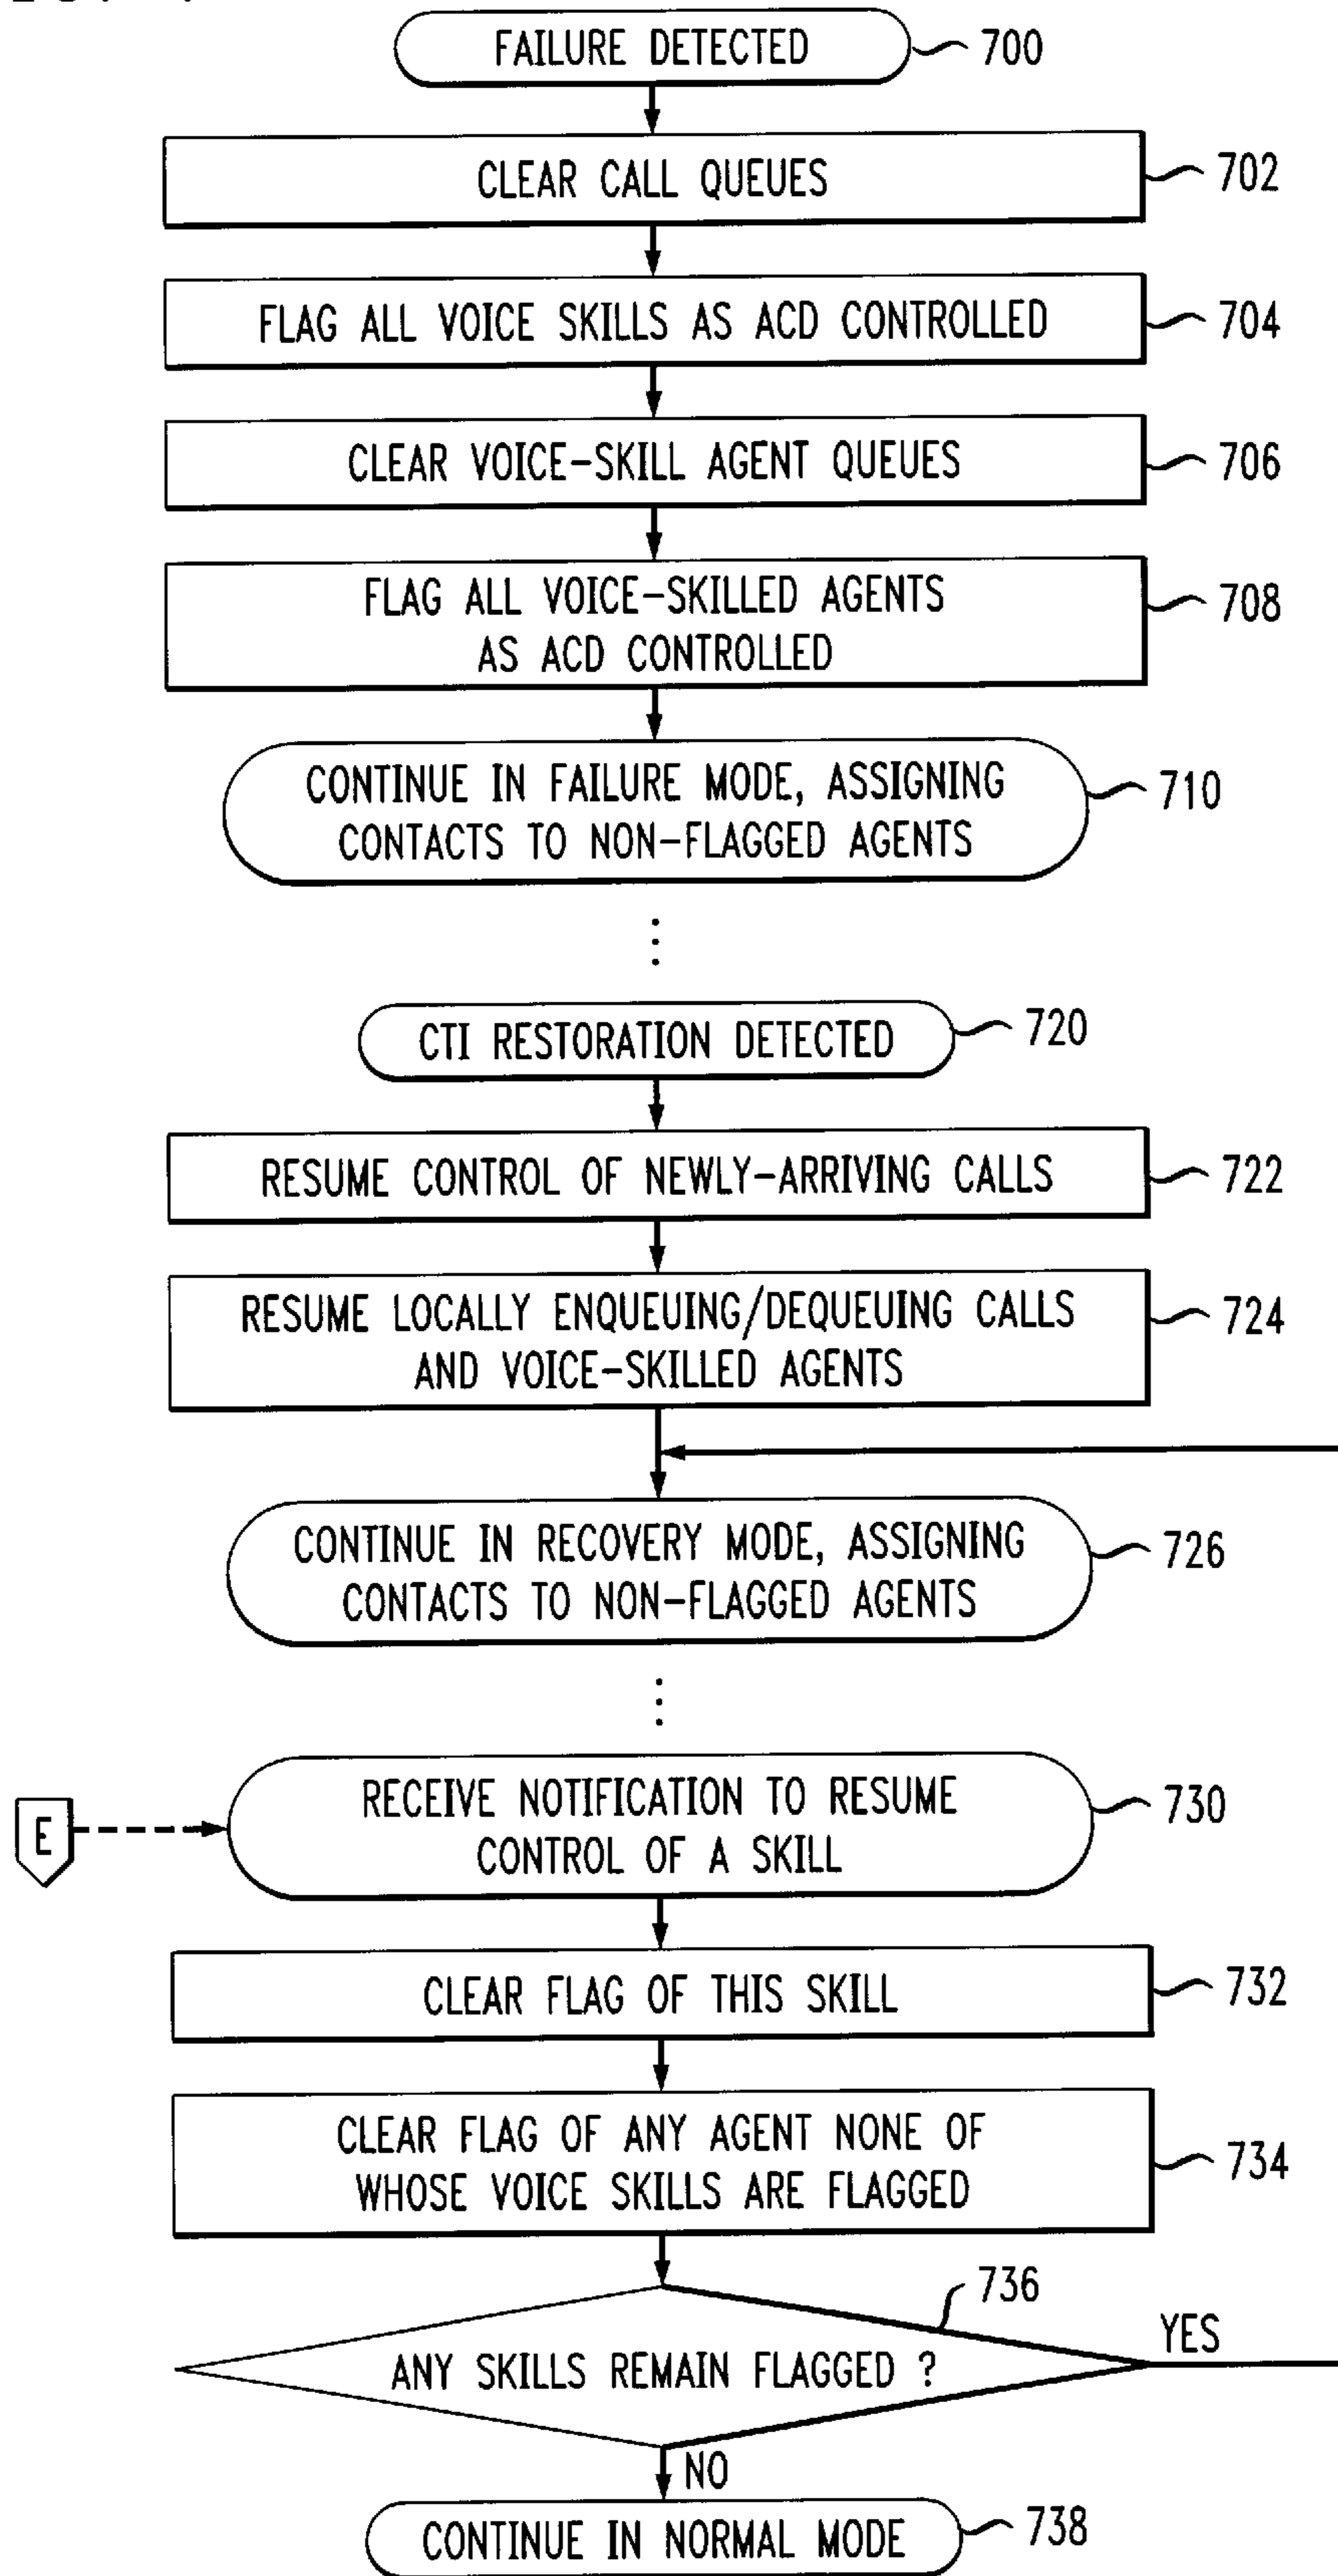 FAILURE DETECTED
700
CLEAR CALL QUEUES
702
FLAG ALL VOICE SKILLS AS ACD CONTROLLED
704
CLEAR VOICE-SKILL AGENT QUEUES
706
FLAG ALL VOICE-SKILLED AGENTS
AS ACD CONTROLLED
708
CONTINUE IN FAILURE MODE, ASSIGNING
CONTACTS TO NON-FLAGGED AGENTS
710
CTI RESTORATION DETECTED
720
RESUME CONTROL OF NEWLY-ARRIVING CALLS
722
RESUME LOCALLY ENQUEUING/DEQUEUING CALLS
AND VOICE-SKILLED AGENTS
724
CONTINUE IN RECOVERY MODE, ASSIGNING
CONTACTS TO NON-FLAGGED AGENTS
726
E
RECEIVE NOTIFICATION TO RESUME
CONTROL OF A SKILL
730
CLEAR FLAG OF THIS SKILL
732
CLEAR FLAG OF ANY AGENT NONE OF
WHOSE VOICE SKILLS ARE FLAGGED
734
736
ANY SKILLS REMAIN FLAGGED ?
YES
NO
CONTINUE IN NORMAL MODE
738